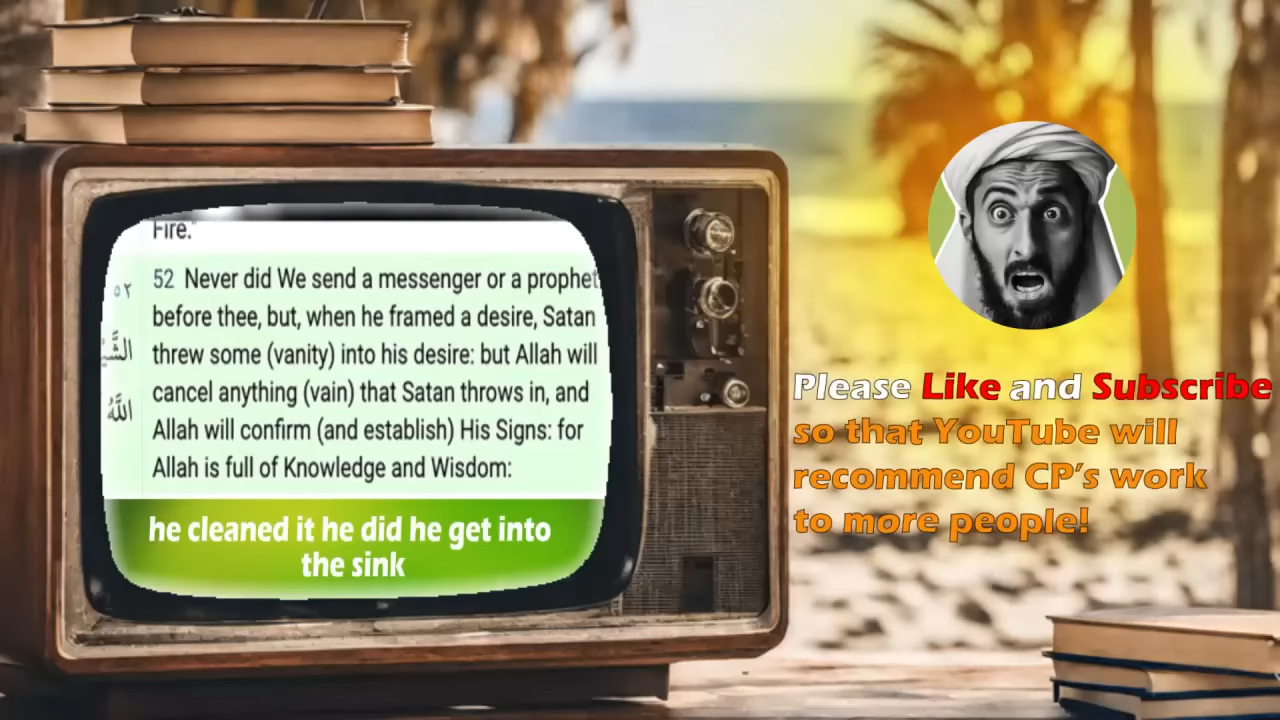 Fire."
52 Never did We send a messenger or a prophet
before thee, but, when he framed a desire, Satan
threw some (vanity) into his desire: but Allah will
cancel anything (vain) that Satan throws in, and
Allah will confirm (and establish) His Signs: for
Allah is full of Knowledge and Wisdom:
٥٢
اللَّهُ
he cleaned it he did he get into
the sink
Please Like and Subscribe
so that YouTube will
recommend CP's work
to more people!